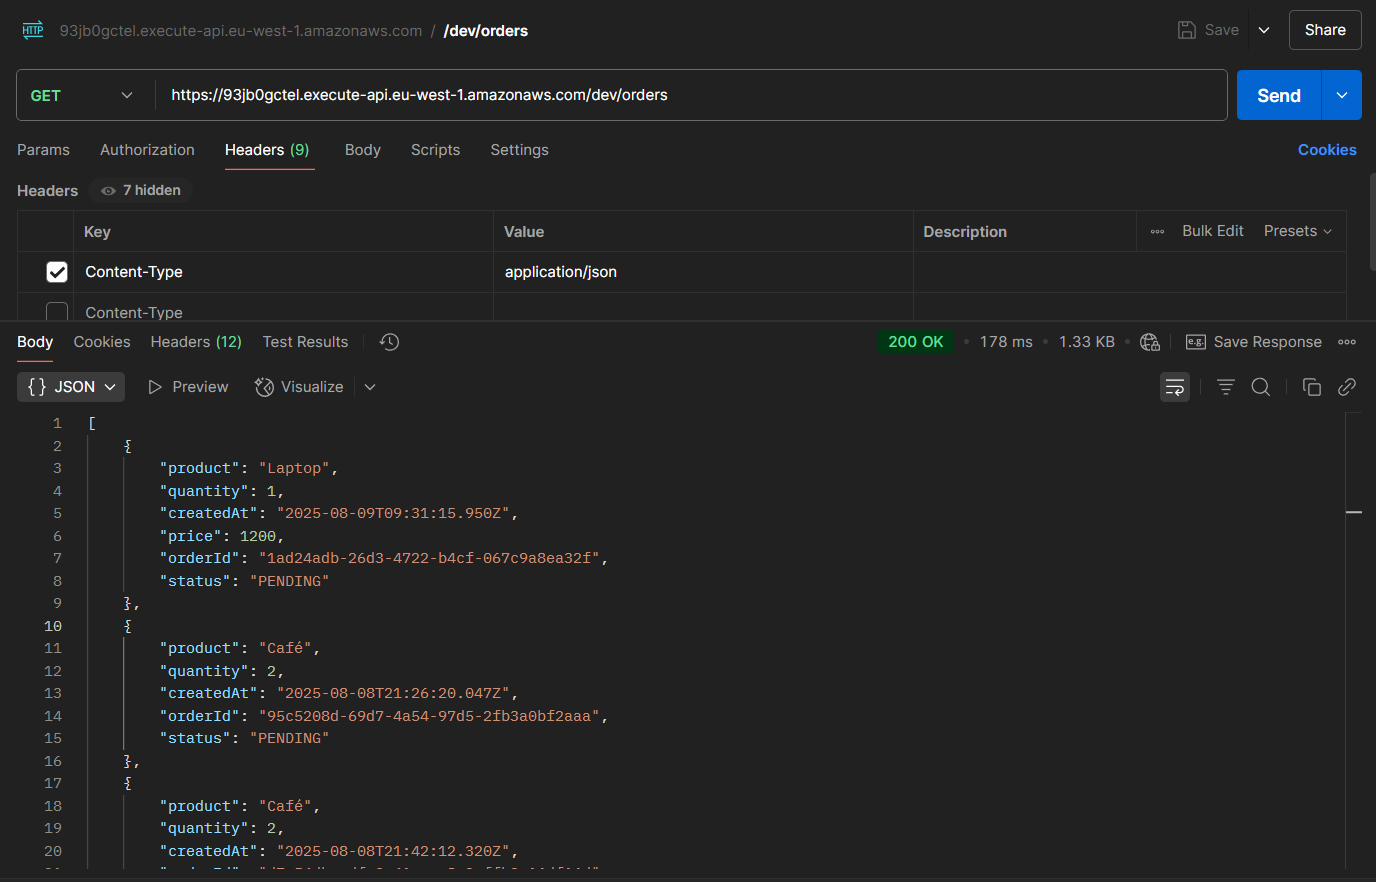 HTTP 93jb0gctel.execute-api.eu-west-1.amazonaws.com / /dev/orders Save Share
GET https://93jb0gctel.execute-api.eu-west-1.amazonaws.com/dev/orders Send
Params Authorization Headers (9) Body Scripts Settings Cookies
Headers 7 hidden
Key Value Description Bulk Edit Presets
Content-Type application/json
Content-Type
Body Cookies Headers (12) Test Results 200 OK 178 ms 1.33 KB e.g. Save Response
{} JSON Preview Visualize
1 [
2 {
3 "product": "Laptop",
4 "quantity": 1,
5 "createdAt": "2025-08-09T09:31:15.950Z",
6 "price": 1200,
7 "orderId": "1ad24adb-26d3-4722-b4cf-067c9a8ea32f",
8 "status": "PENDING"
9 },
10 {
11 "product": "Café",
12 "quantity": 2,
13 "createdAt": "2025-08-08T21:26:20.047Z",
14 "orderId": "95c5208d-69d7-4a54-97d5-2fb3a0bf2aaa",
15 "status": "PENDING"
16 },
17 {
18 "product": "Café",
19 "quantity": 2,
20 "createdAt": "2025-08-08T21:42:12.320Z",